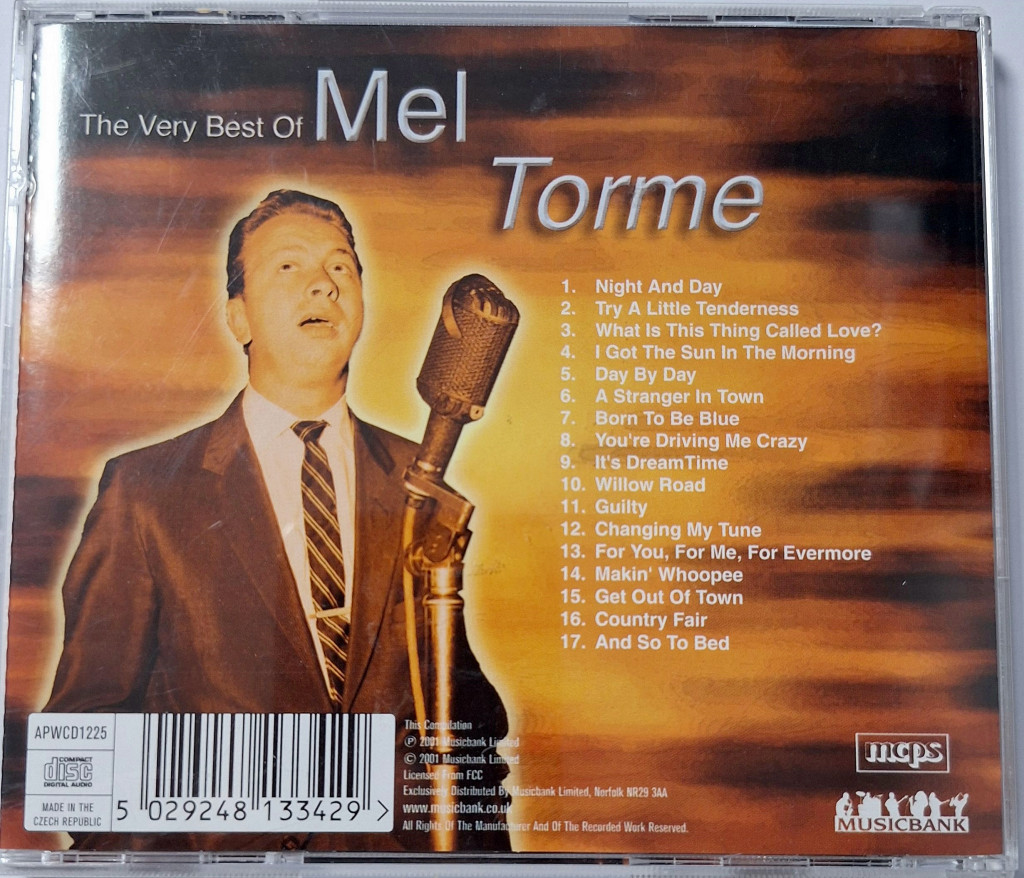 The Very Best Of Mel
Torme
1. Night And Day
2. Try A Little Tenderness
3. What Is This Thing Called Love?
4. I Got The Sun In The Morning
5. Day By Day
6. A Stranger In Town
7. Born To Be Blue
8. You're Driving Me Crazy
9. It's DreamTime
10. Willow Road
11. Guilty
12. Changing My Tune
13. For You, For Me, For Evermore
14. Makin' Whoopee
15. Get Out Of Town
16. Country Fair
17. And So To Bed
APWCD1225
COMPACT
disc
DIGITAL AUDIO
MADE IN THE
CZECH REPUBLIC
5 029248 133429 >
This Compilation
℗ 2001 Musicbank Limited
© 2001 Musicbank Limited
Licensed From FCC
Exclusively Distributed By Musicbank Limited, Norfolk NR29 3AA
www.musicbank.co.uk
All Rights Of The Manufacturer And Of The Recorded Work Reserved.
mcps
MUSICBANK